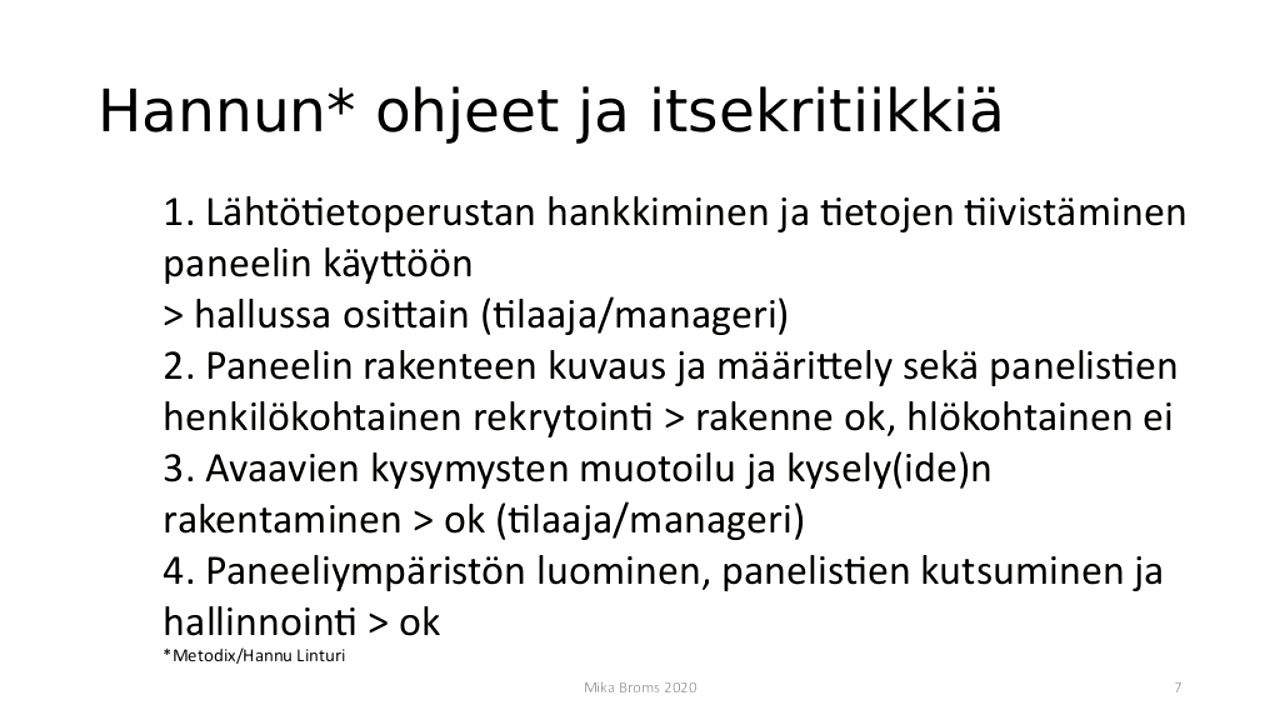 Hannun* ohjeet ja itsekritiikkiä
1. Lähtötietoperustan hankkiminen ja tietojen tiivistäminen
paneelin käyttöön
> hallussa osittain (tilaaja/manageri)
2. Paneelin rakenteen kuvaus ja määrittely sekä panelistien
henkilökohtainen rekrytointi > rakenne ok, hlökohtainen ei
3. Avaavien kysymysten muotoilu ja kysely(ide)n
rakentaminen > ok (tilaaja/manageri)
4. Paneeliympäristön luominen, panelistien kutsuminen ja
hallinnointi > ok
*Metodix/Hannu Linturi
Mika Broms 2020
7